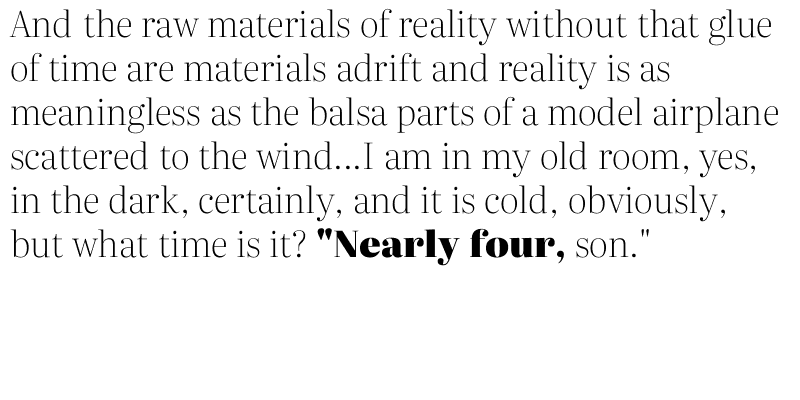 And the raw materials of reality without that glue
of time are materials adrift and reality is as
meaningless as the balsa parts of a model airplane
scattered to the wind...I am in my old room, yes,
in the dark, certainly, and it is cold, obviously,
but what time is it? "Nearly four, son."